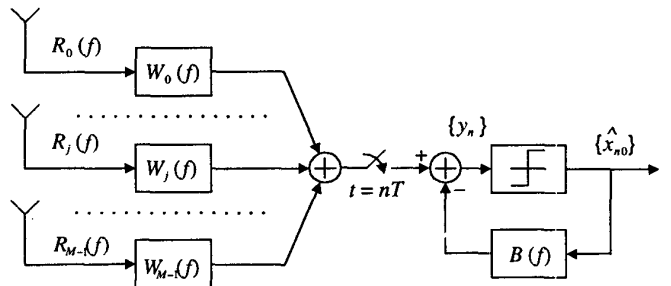 R₀(f)
W₀(f)
Rⱼ(f)
Wⱼ(f)
R_{M-1}(f)
W_{M-1}(f)
+
t = nT
+
−
{yₙ}
{x̂ₙ₀}
B(f)